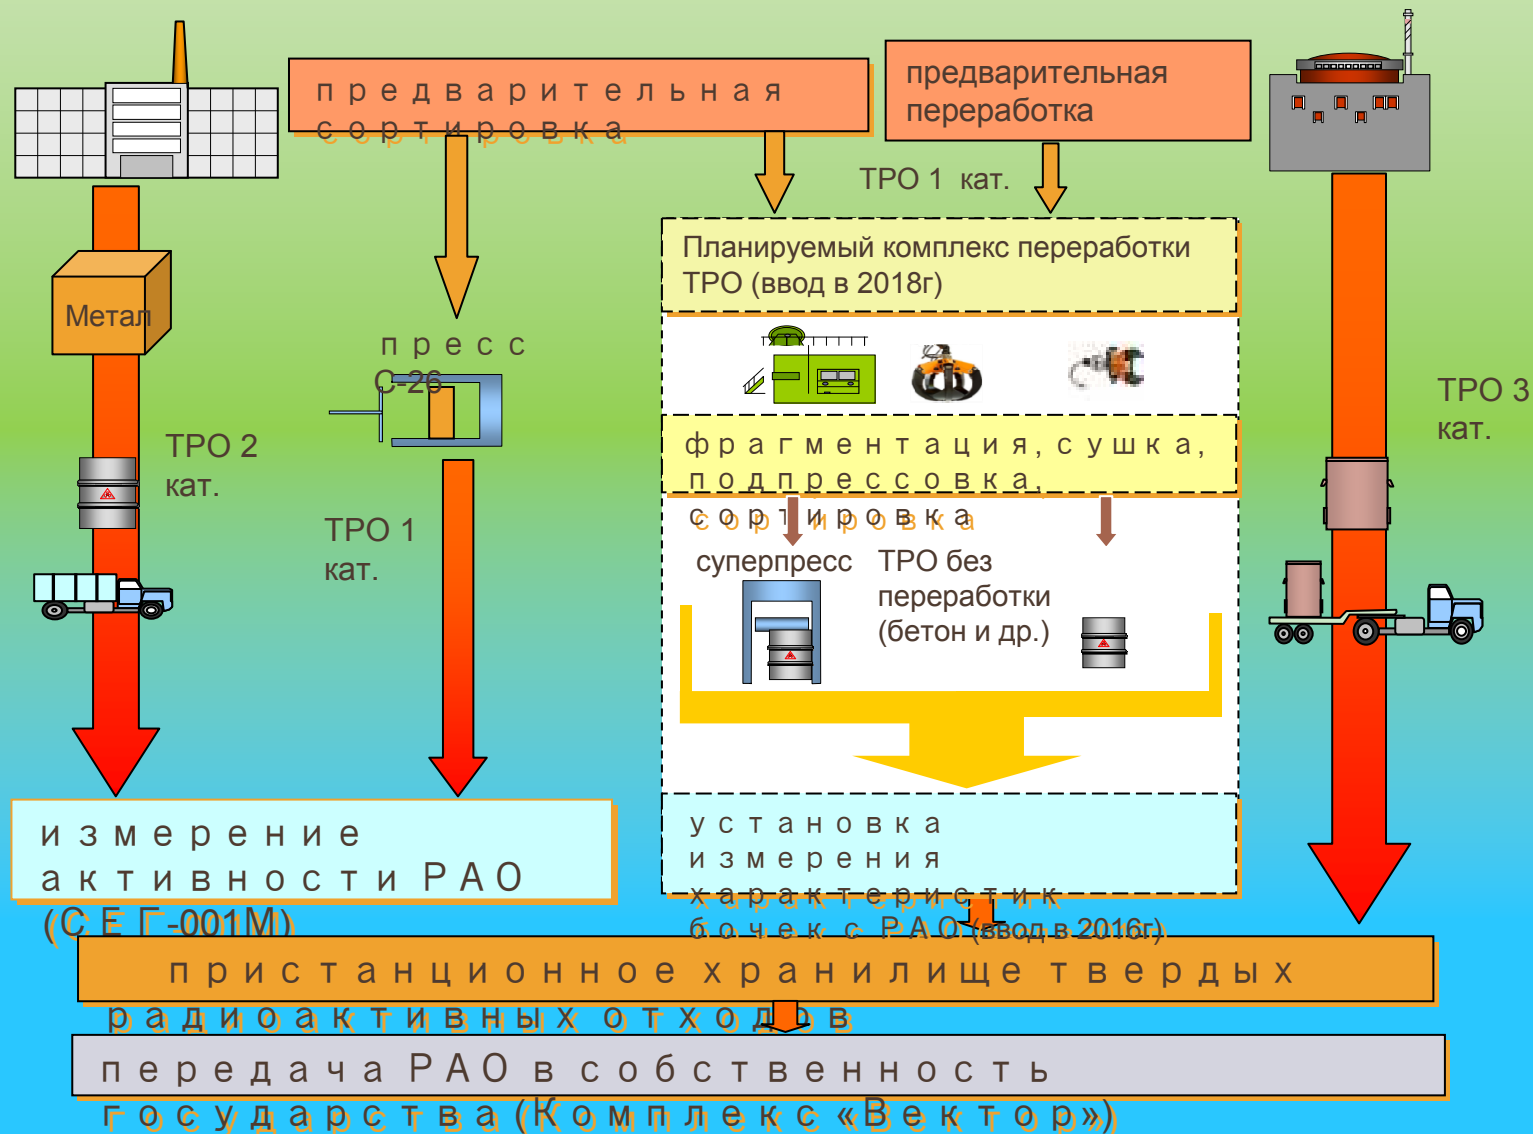 предварительная
сортировка
предварительная
переработка
ТРО 1 кат.
Планируемый комплекс переработки
ТРО (ввод в 2018г)
Метал
пресс
С-26
ТРО 3
кат.
ТРО 2
кат.
фрагментация, сушка,
подпрессовка,
сортировка
ТРО 1
кат.
суперпресс
ТРО без
переработки
(бетон и др.)
измерение
активности РАО
(СЕГ-001М)
установка
измерения
характеристик
бочек с РАО (ввод в 2016г)
пристанционное хранилище твердых
радиоактивных отходов
передача РАО в собственность
государства (Комплекс «Вектор»)